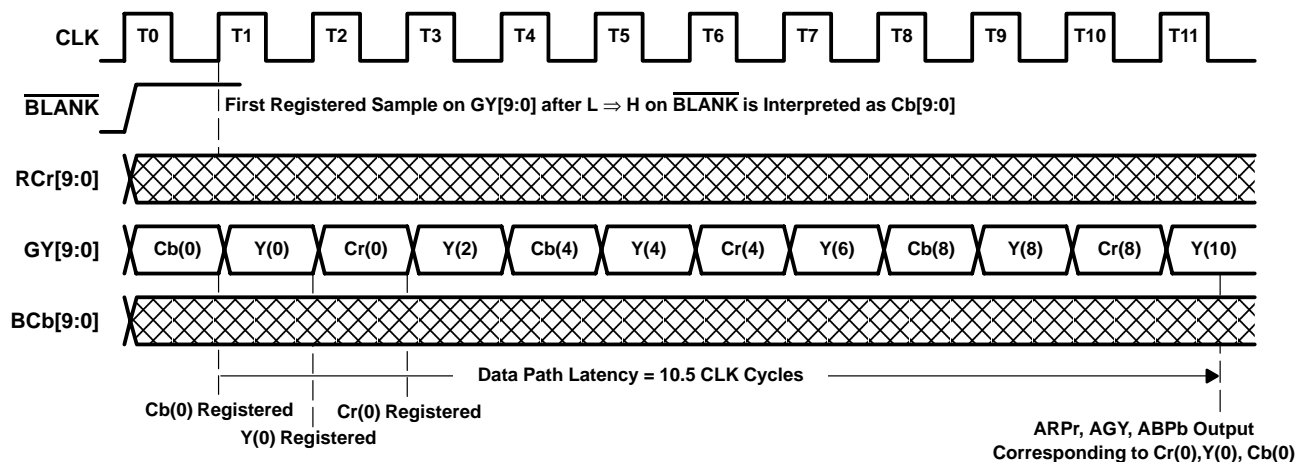 CLK T0 T1 T2 T3 T4 T5 T6 T7 T8 T9 T10 T11
BLANK
First Registered Sample on GY[9:0] after L ⇒ H on BLANK is Interpreted as Cb[9:0]
RCr[9:0]
GY[9:0] Cb(0) Y(0) Cr(0) Y(2) Cb(4) Y(4) Cr(4) Y(6) Cb(8) Y(8) Cr(8) Y(10)
BCb[9:0]
Data Path Latency = 10.5 CLK Cycles
Cb(0) Registered
Cr(0) Registered
Y(0) Registered
ARPr, AGY, ABPb Output
Corresponding to Cr(0),Y(0), Cb(0)